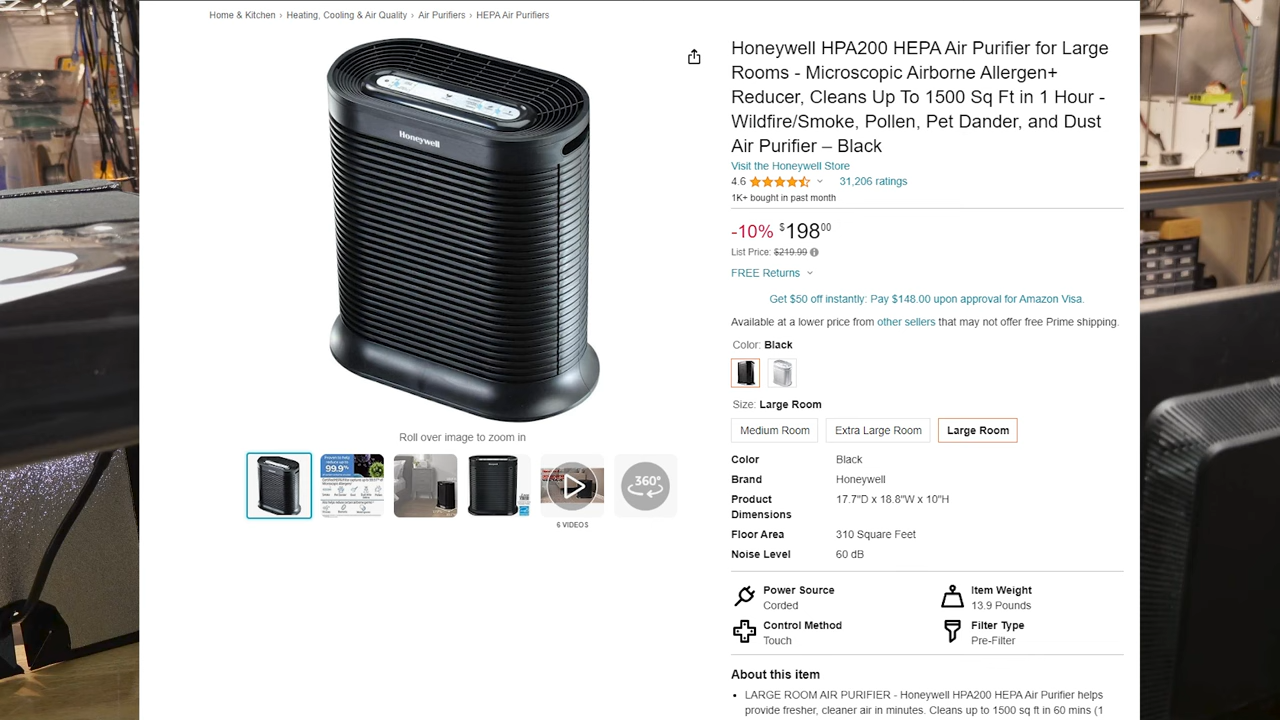 Home & Kitchen › Heating, Cooling & Air Quality › Air Purifiers › HEPA Air Purifiers
Honeywell
Roll over image to zoom in
99.9%
360°
6 VIDEOS
Honeywell HPA200 HEPA Air Purifier for Large
Rooms - Microscopic Airborne Allergen+
Reducer, Cleans Up To 1500 Sq Ft in 1 Hour -
Wildfire/Smoke, Pollen, Pet Dander, and Dust
Air Purifier – Black
Visit the Honeywell Store
4.6 31,206 ratings
1K+ bought in past month
-10% $19800
List Price: $219.99
FREE Returns
Get $50 off instantly: Pay $148.00 upon approval for Amazon Visa.
Available at a lower price from other sellers that may not offer free Prime shipping.
Color: Black
Size: Large Room
Medium Room Extra Large Room Large Room
Color Black
Brand Honeywell
Product 17.7"D x 18.8"W x 10"H
Dimensions
Floor Area 310 Square Feet
Noise Level 60 dB
Power Source Item Weight
Corded 13.9 Pounds
Control Method Filter Type
Touch Pre-Filter
About this item
• LARGE ROOM AIR PURIFIER - Honeywell HPA200 HEPA Air Purifier helps
provide fresher, cleaner air in minutes. Cleans up to 1500 sq ft in 60 mins (1